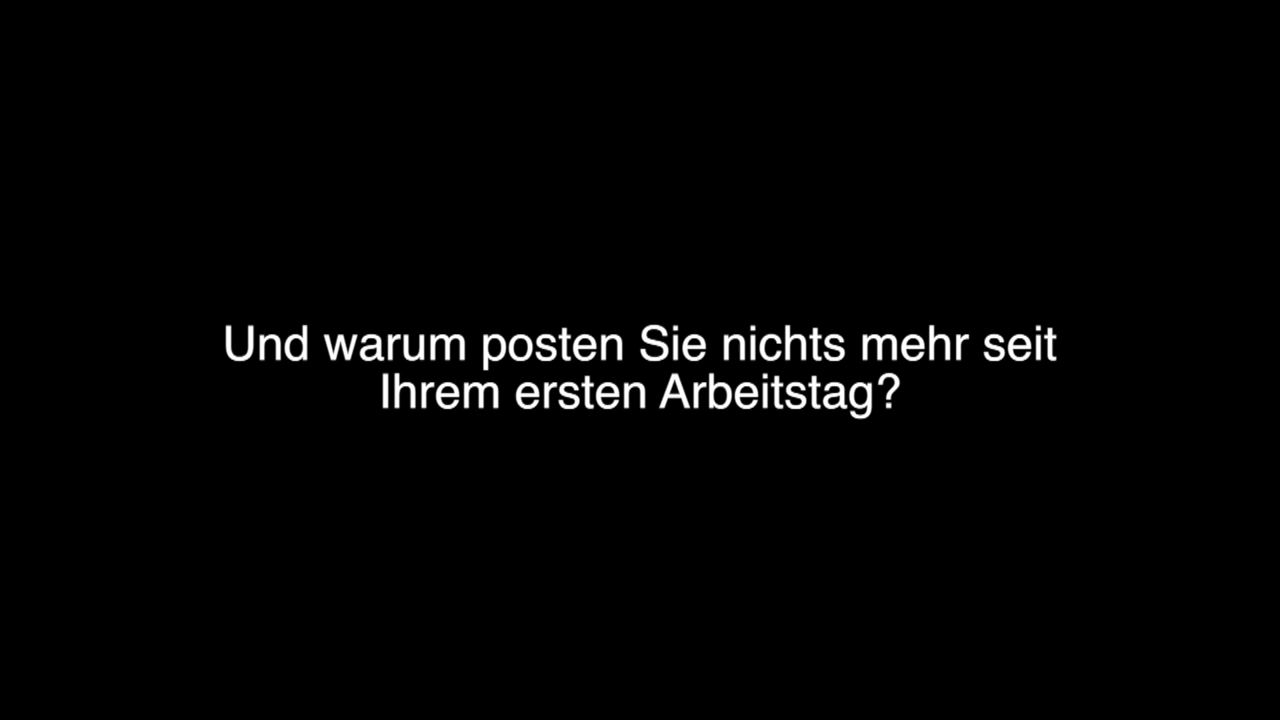 Und warum posten Sie nichts mehr seit
Ihrem ersten Arbeitstag?